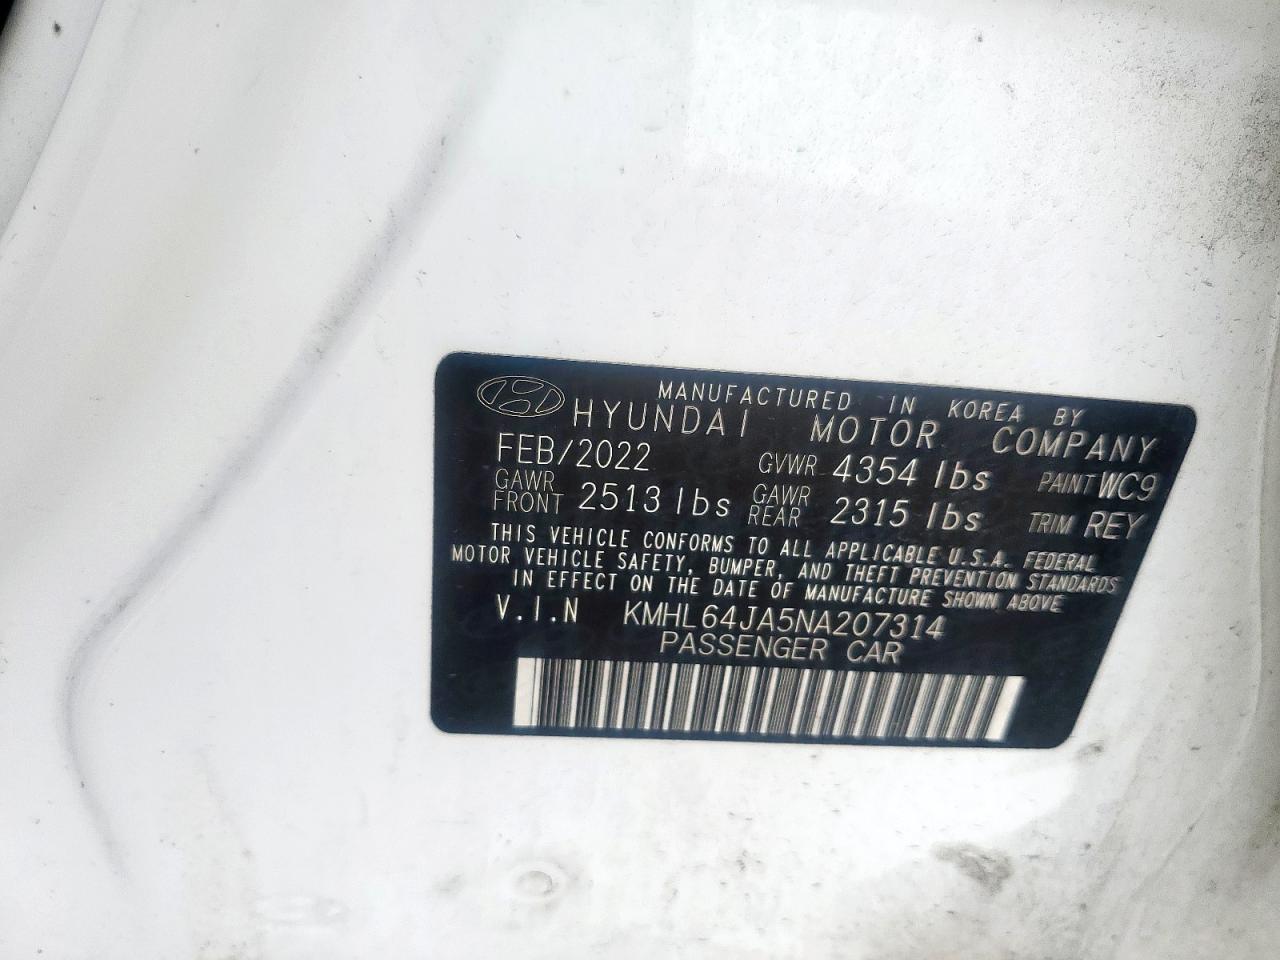 MANUFACTURED IN KOREA BY
HYUNDAI MOTOR COMPANY
FEB/2022 GVWR 4354 lbs PAINT WC9
GAWR FRONT 2513 lbs GAWR REAR 2315 lbs TRIM REY
THIS VEHICLE CONFORMS TO ALL APPLICABLE U.S.A. FEDERAL
MOTOR VEHICLE SAFETY, BUMPER, AND THEFT PREVENTION STANDARDS
IN EFFECT ON THE DATE OF MANUFACTURE SHOWN ABOVE
V.I.N KMHL64JA5NA207314
PASSENGER CAR